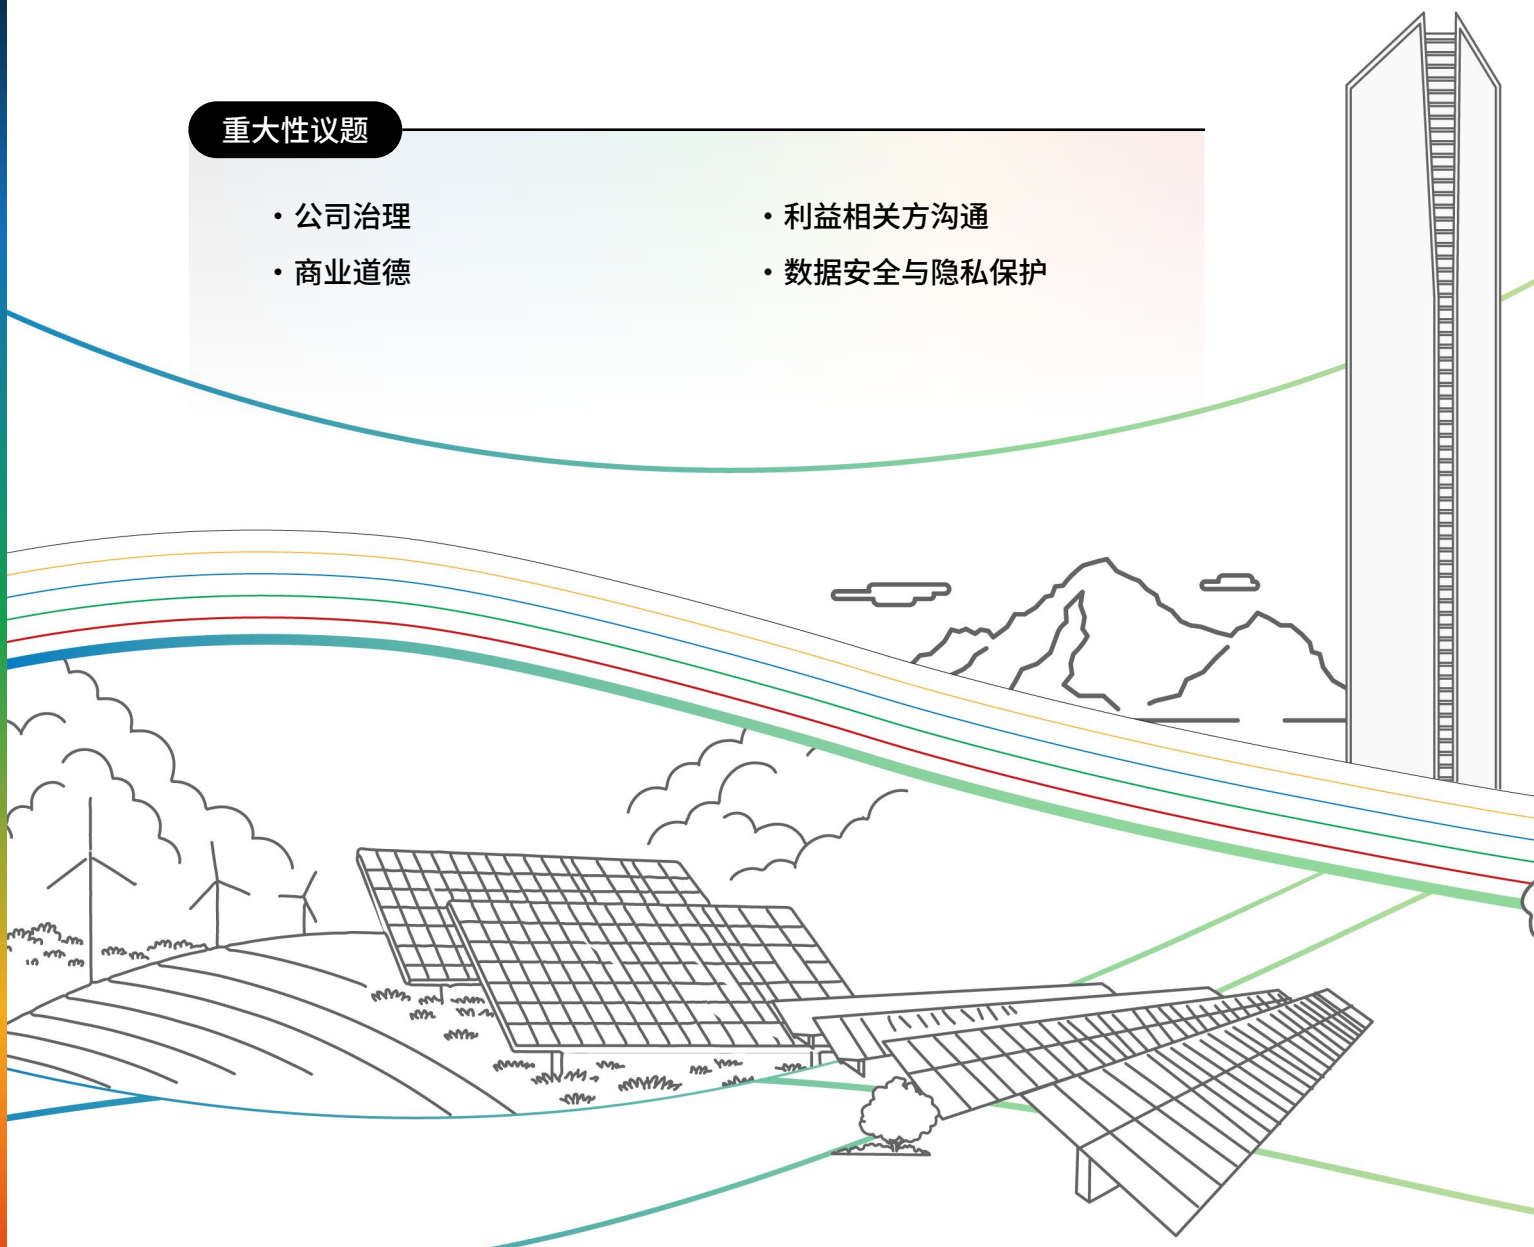 重大性议题
・公司治理
・商业道德
・利益相关方沟通
・数据安全与隐私保护